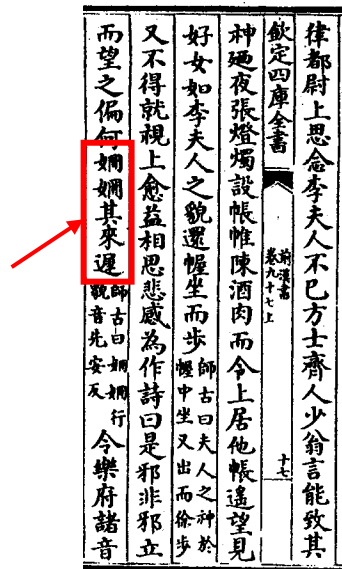 律都尉上思念李夫人不已方士齊人少翁言能致其
欽定四庫全書
前漢書
卷九十七上
十七
神廼夜張燈燭設帳帷陳酒肉而令上居他帳遙望見
好女如李夫人之貌還幄坐而步
師古曰夫人之神於
幄中坐又出而徐步
又不得就視上愈益相思悲感為作詩曰是邪非邪立
而望之偏何嫻嫻其來遲
師古曰嫻嫻行
貌音先安反
令樂府諸音